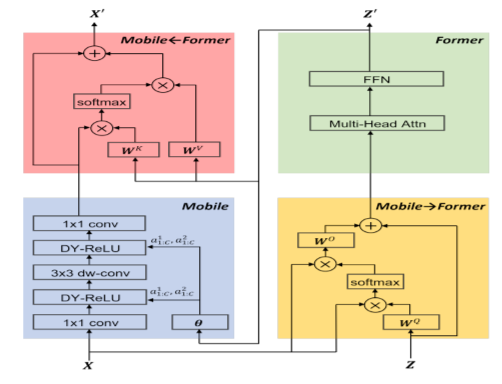 X′
Z′
Mobile←Former
Former
+
×
softmax
×
W^K
W^V
FFN
Multi-Head Attn
Mobile
1x1 conv
DY-ReLU
a^1_{1:C}, a^2_{1:C}
3x3 dw-conv
DY-ReLU
a^1_{1:C}, a^2_{1:C}
1x1 conv
θ
Mobile→Former
+
W^O
×
softmax
×
W^Q
X
Z